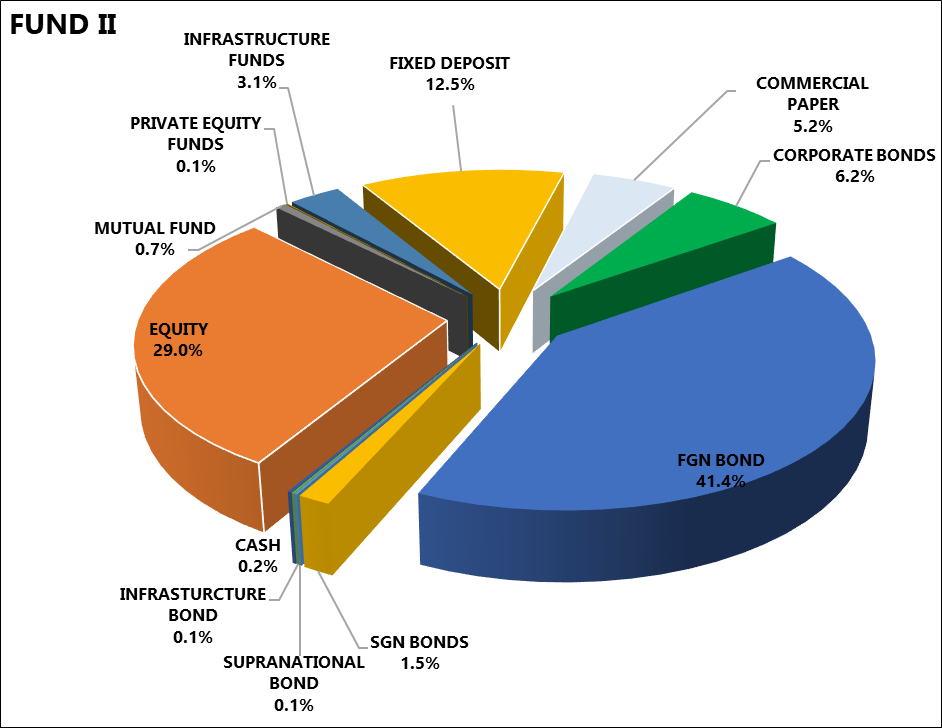 FUND II
INFRASTRUCTURE
FUNDS
3.1%
FIXED DEPOSIT
12.5%
COMMERCIAL
PAPER
5.2%
PRIVATE EQUITY
FUNDS
0.1%
CORPORATE BONDS
6.2%
MUTUAL FUND
0.7%
EQUITY
29.0%
FGN BOND
41.4%
CASH
0.2%
INFRASTURCTURE
BOND
0.1%
SGN BONDS
1.5%
SUPRANATIONAL
BOND
0.1%